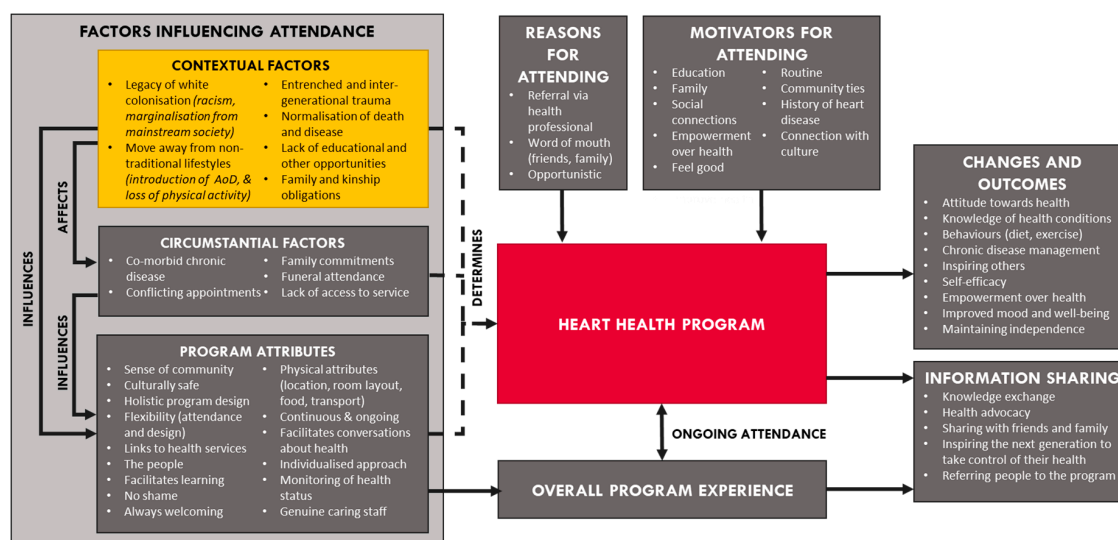 FACTORS INFLUENCING ATTENDANCE
CONTEXTUAL FACTORS
• Legacy of white
colonisation (racism,
marginalisation from
mainstream society)
• Move away from non-
traditional lifestyles
(introduction of AoD, &
loss of physical activity)
• Entrenched and inter-
generational trauma
• Normalisation of death
and disease
• Lack of educational and
other opportunities
• Family and kinship
obligations
AFFECTS
CIRCUMSTANTIAL FACTORS
• Co-morbid chronic
disease
• Conflicting appointments
• Family commitments
• Funeral attendance
• Lack of access to service
INFLUENCES
INFLUENCES
PROGRAM ATTRIBUTES
• Sense of community
• Culturally safe
• Holistic program design
• Flexibility (attendance
and design)
• Links to health services
• The people
• Facilitates learning
• No shame
• Always welcoming
• Physical attributes
(location, room layout,
food, transport)
• Continuous & ongoing
• Facilitates conversations
about health
• Individualised approach
• Monitoring of health
status
• Genuine caring staff
DETERMINES
REASONS
FOR
ATTENDING
• Referral via
health
professional
• Word of mouth
(friends, family)
• Opportunistic
MOTIVATORS FOR
ATTENDING
• Education
• Family
• Social
connections
• Empowerment
over health
• Feel good
• Routine
• Community ties
• History of heart
disease
• Connection with
culture
HEART HEALTH PROGRAM
ONGOING ATTENDANCE
OVERALL PROGRAM EXPERIENCE
CHANGES AND
OUTCOMES
• Attitude towards health
• Knowledge of health conditions
• Behaviours (diet, exercise)
• Chronic disease management
• Inspiring others
• Self-efficacy
• Empowerment over health
• Improved mood and well-being
• Maintaining independence
INFORMATION SHARING
• Knowledge exchange
• Health advocacy
• Sharing with friends and family
• Inspiring the next generation to
take control of their health
• Referring people to the program